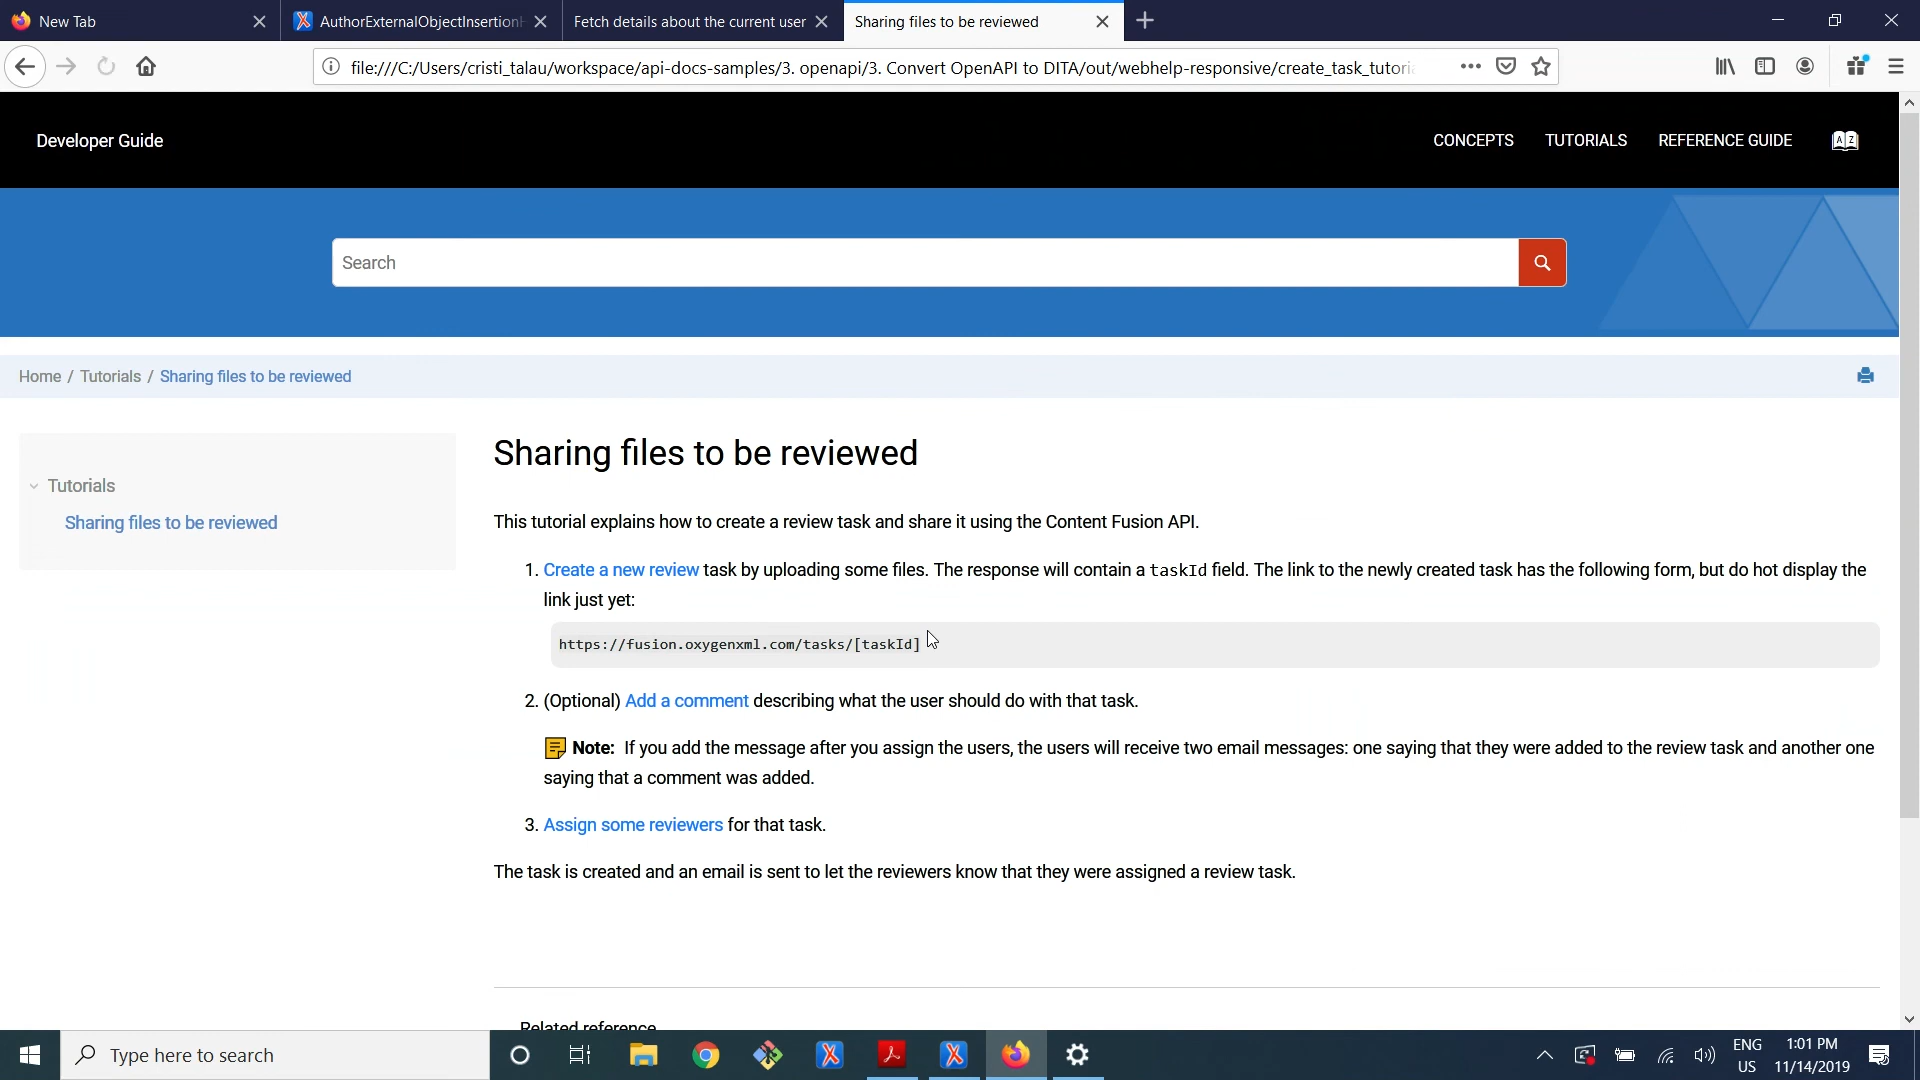 New Tab
AuthorExternalObjectInsertion
Fetch details about the current user
Sharing files to be reviewed
file:///C:/Users/cristi_talau/workspace/api-docs-samples/3. openapi/3. Convert OpenAPI to DITA/out/webhelp-responsive/create_task_tutori
Developer Guide
CONCEPTS
TUTORIALS
REFERENCE GUIDE
A Z
Search
Home / Tutorials / Sharing files to be reviewed
Tutorials
Sharing files to be reviewed
Sharing files to be reviewed
This tutorial explains how to create a review task and share it using the Content Fusion API.
1. Create a new review task by uploading some files. The response will contain a taskId field. The link to the newly created task has the following form, but do hot display the
link just yet:
https://fusion.oxygenxml.com/tasks/[taskId]
2. (Optional) Add a comment describing what the user should do with that task.
Note: If you add the message after you assign the users, the users will receive two email messages: one saying that they were added to the review task and another one
saying that a comment was added.
3. Assign some reviewers for that task.
The task is created and an email is sent to let the reviewers know that they were assigned a review task.
Related reference
Type here to search
ENG
US
1:01 PM
11/14/2019